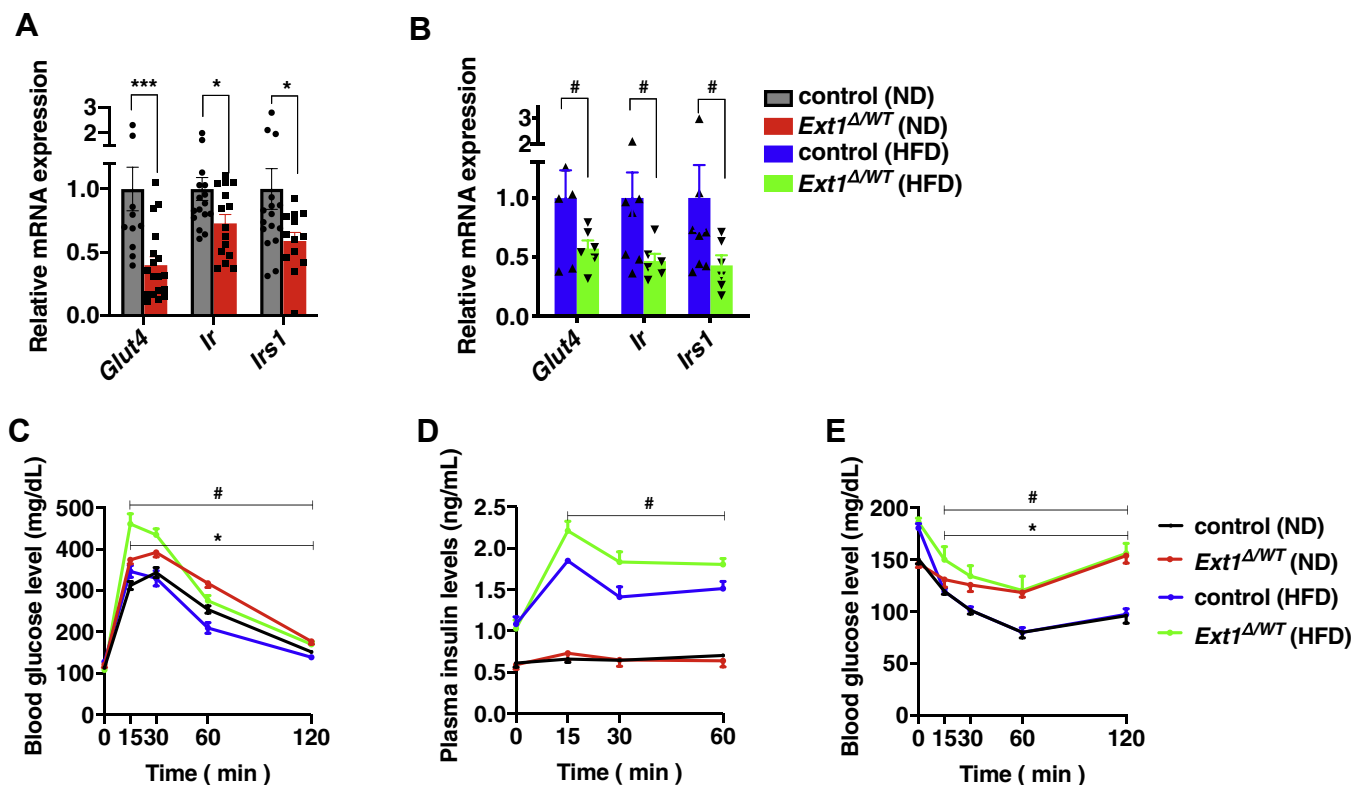 A
Relative mRNA expression
3
2
1.0
0.5
0.0
***
*
*
Glut4
Ir
Irs1
B
Relative mRNA expression
3
2
1.0
0.5
0.0
#
#
#
Glut4
Ir
Irs1
control (ND)
Ext1Δ/WT (ND)
control (HFD)
Ext1Δ/WT (HFD)
C
Blood glucose level (mg/dL)
500
400
300
200
100
0
#
*
0 15 30 60 120
Time ( min )
D
Plasma insulin levels (ng/mL)
2.5
2.0
1.5
1.0
0.5
0.0
#
0 15 30 60
Time ( min )
E
Blood glucose level (mg/dL)
200
150
100
50
0
#
*
0 15 30 60 120
Time ( min )
control (ND)
Ext1Δ/WT (ND)
control (HFD)
Ext1Δ/WT (HFD)